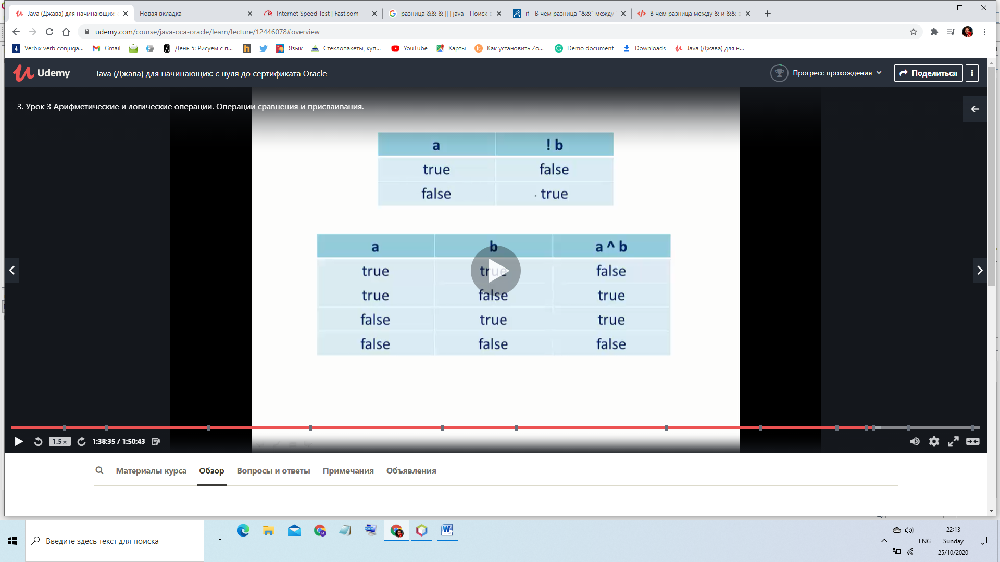 Java (Джава) для начинающих: с
Новая вкладка
Internet Speed Test | Fast.com
разница && & || | java - Поиск в
if - В чем разница "&&" между
В чем разница между & и && в
udemy.com/course/java-oca-oracle/learn/lecture/12446078#overview
Verbix verb conjuga...
Gmail
День 5: Рисуем с п...
Язык
Стеклопакеты, куп...
YouTube
Карты
Как установить Zo...
Demo document
Downloads
Java (Джава) для н...
Udemy
Java (Джава) для начинающих: с нуля до сертификата Oracle
Прогресс прохождения
Поделиться
3. Урок 3 Арифметические и логические операции. Операции сравнения и присваивания.
a ! b
true false
false true
a b a ^ b
true true false
true false true
false true true
false false false
1.5x
1:38:35 / 1:50:43
Материалы курса
Обзор
Вопросы и ответы
Примечания
Объявления
Введите здесь текст для поиска
ENG
22:13
Sunday
25/10/2020